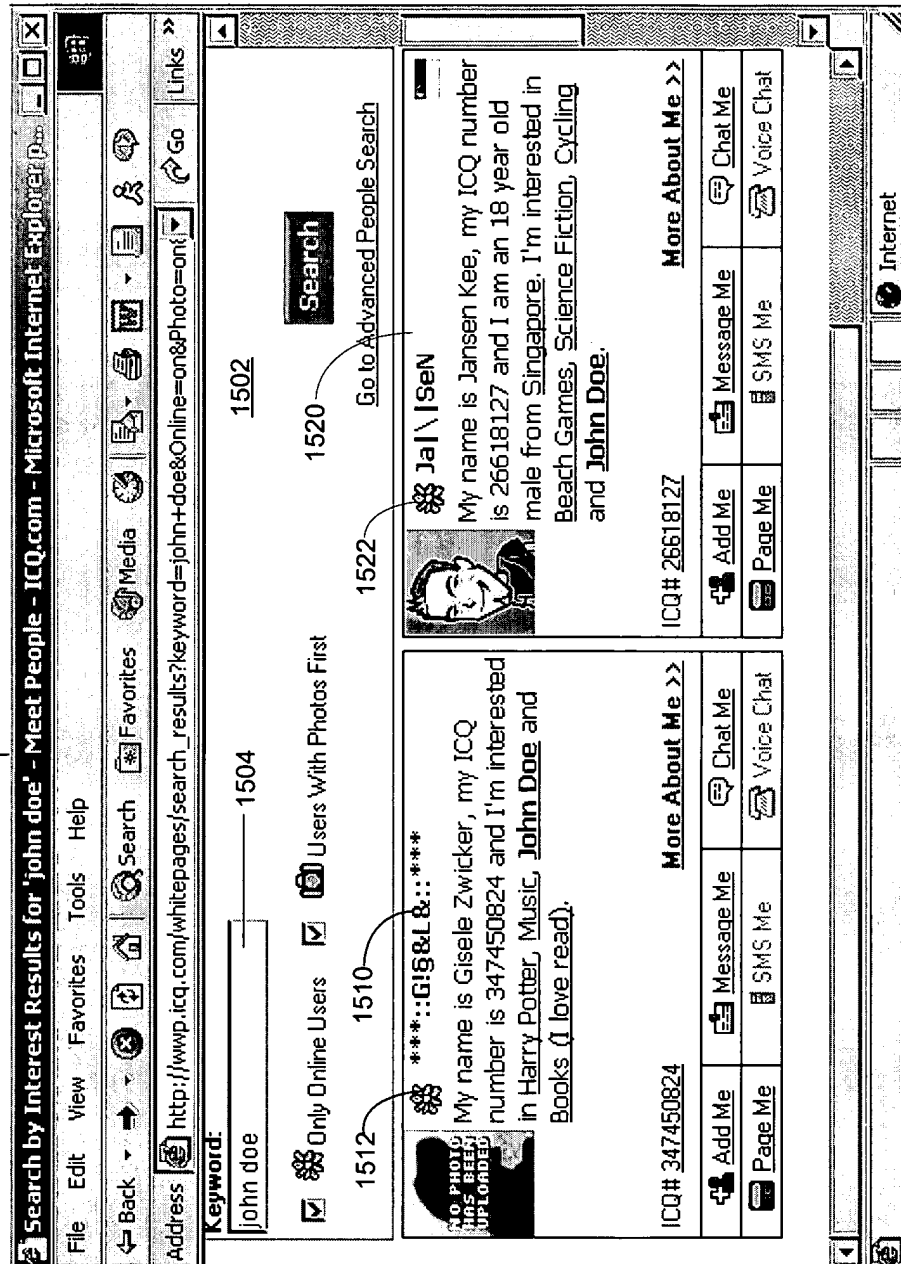 Search by Interest Results for 'john doe' - Meet People - ICQ.com - Microsoft Internet Explorer p...
File Edit View Favorites Tools Help
Back Search Favorites Media
Address http://wwp.icq.com/whitepages/search_results?keyword=john+doe&Online=on&Photo=on Go Links
Keyword:
john doe
1504
1502
Search
Only Online Users Users With Photos First
1520
Go to Advanced People Search
1512
1510
***::G!g&L&::***
NO PHOTO
HAS BEEN
UPLOADED
My name is Gisele Zwicker, my ICQ
number is 347450824 and I'm interested
in Harry Potter, Music, John Doe and
Books (I love read).
ICQ# 347450824
More About Me >>
Add Me Message Me Chat Me
Page Me SMS Me Voice Chat
1522
Ja|\|SeN
My name is Jansen Kee, my ICQ number
is 26618127 and I am an 18 year old
male from Singapore. I'm interested in
Beach Games, Science Fiction, Cycling
and John Doe.
ICQ# 26618127
More About Me >>
Add Me Message Me Chat Me
Page Me SMS Me Voice Chat
Internet